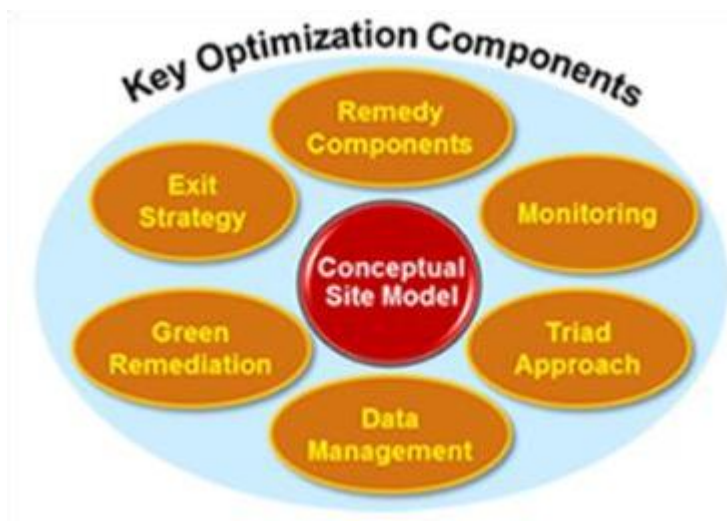 Key Optimization Components
Remedy
Components
Exit
Strategy
Monitoring
Conceptual
Site Model
Green
Remediation
Triad
Approach
Data
Management